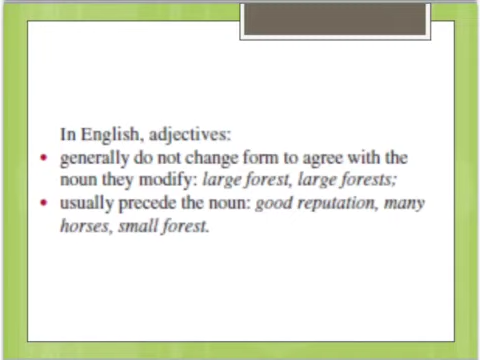 In English, adjectives:
• generally do not change form to agree with the
noun they modify: large forest, large forests;
• usually precede the noun: good reputation, many
horses, small forest.